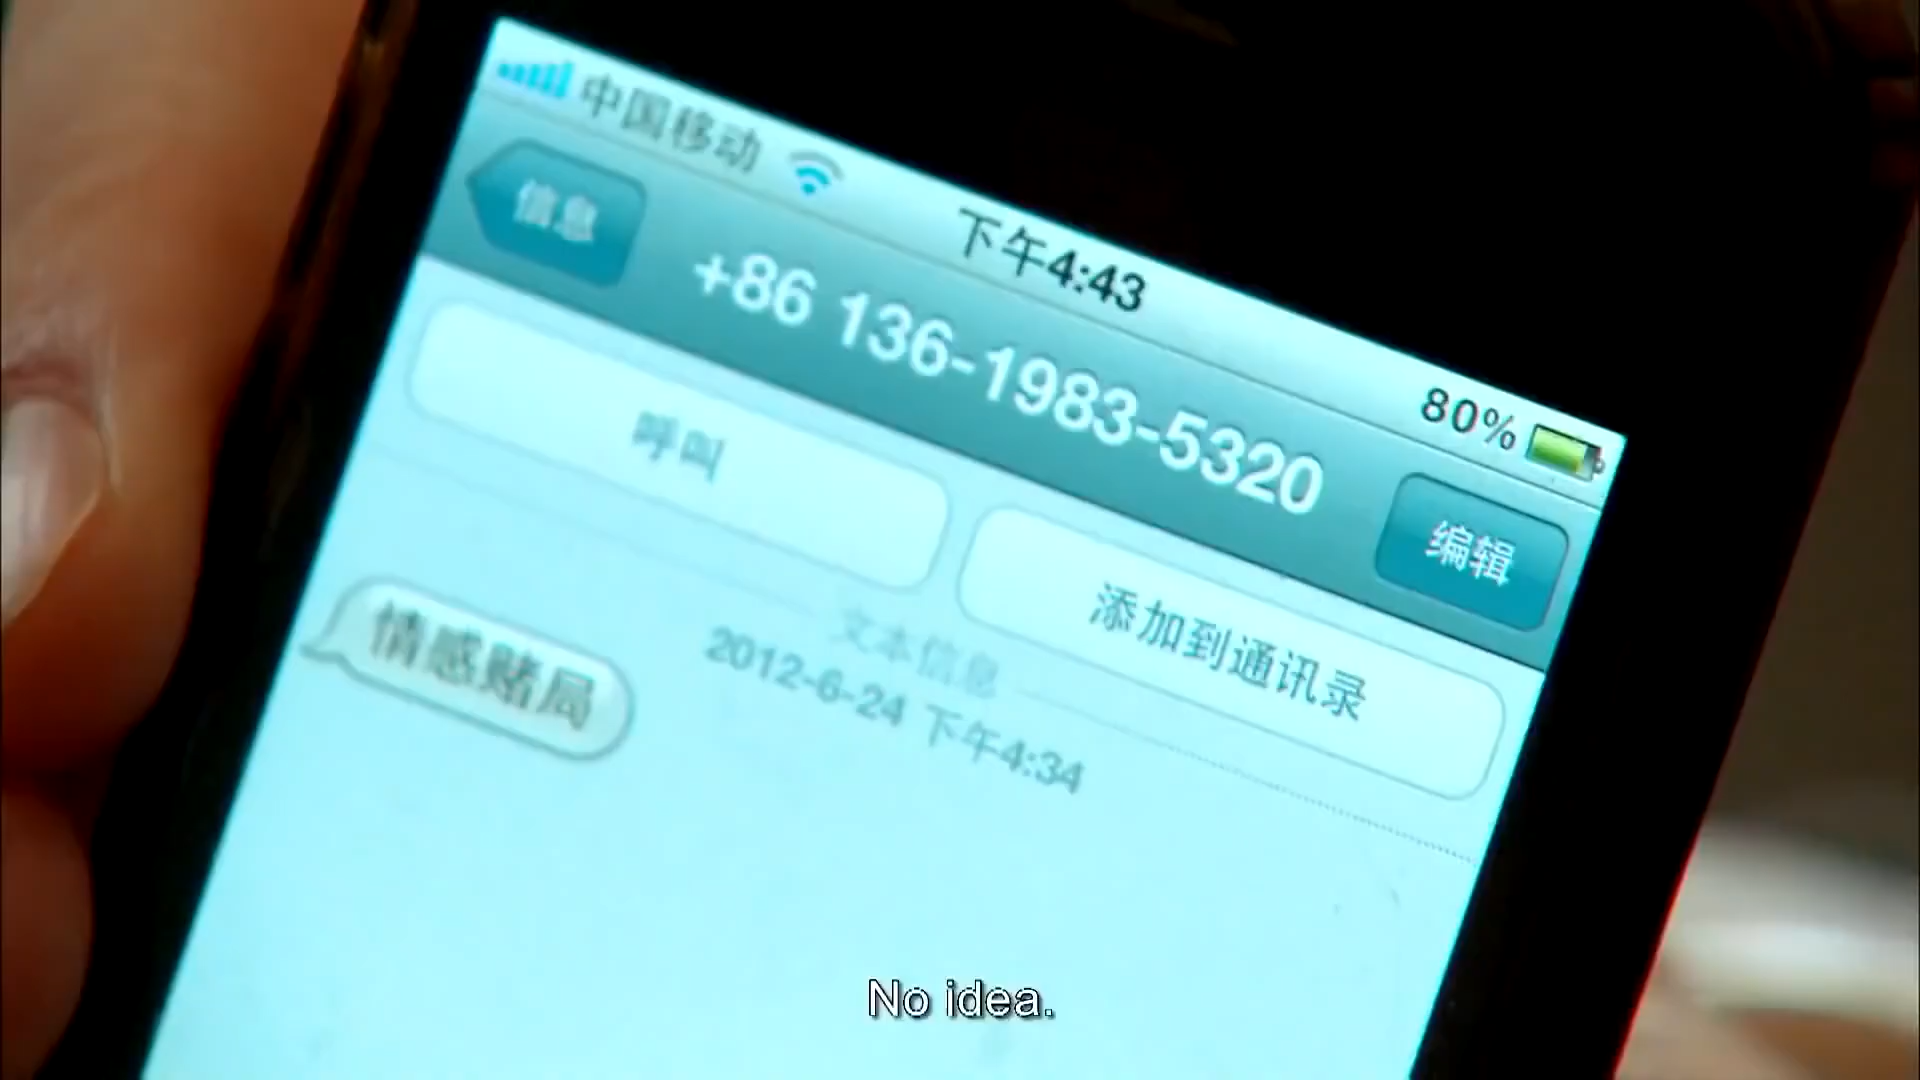 中国移动
下午4:43
80%
信息
+86 136-1983-5320
编辑
呼叫
添加到通讯录
文本信息
2012-6-24 下午4:34
情感赌局
No idea.